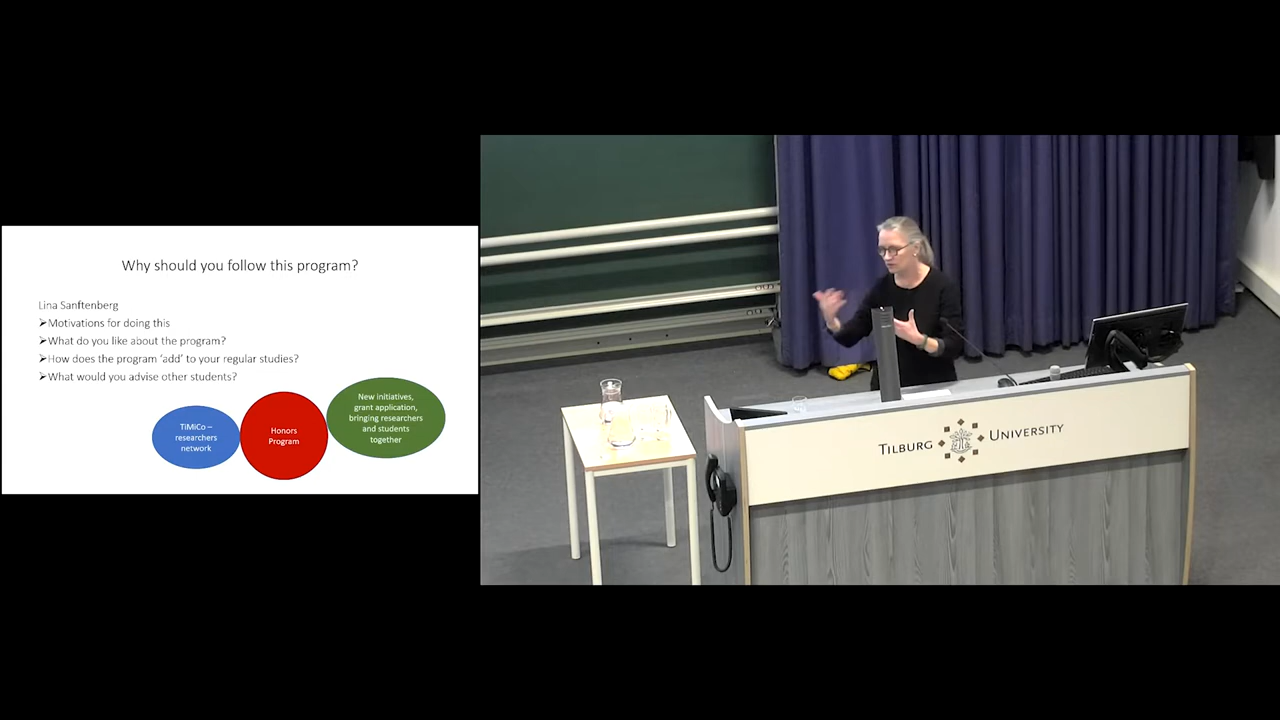 Why should you follow this program?
Lina Sanftenberg
➢Motivations for doing this
➢What do you like about the program?
➢How does the program ‘add’ to your regular studies?
➢What would you advise other students?
TiMiCo –
researchers
network
Honors
Program
New initiatives,
grant application,
bringing researchers
and students
together
TILBURG UNIVERSITY